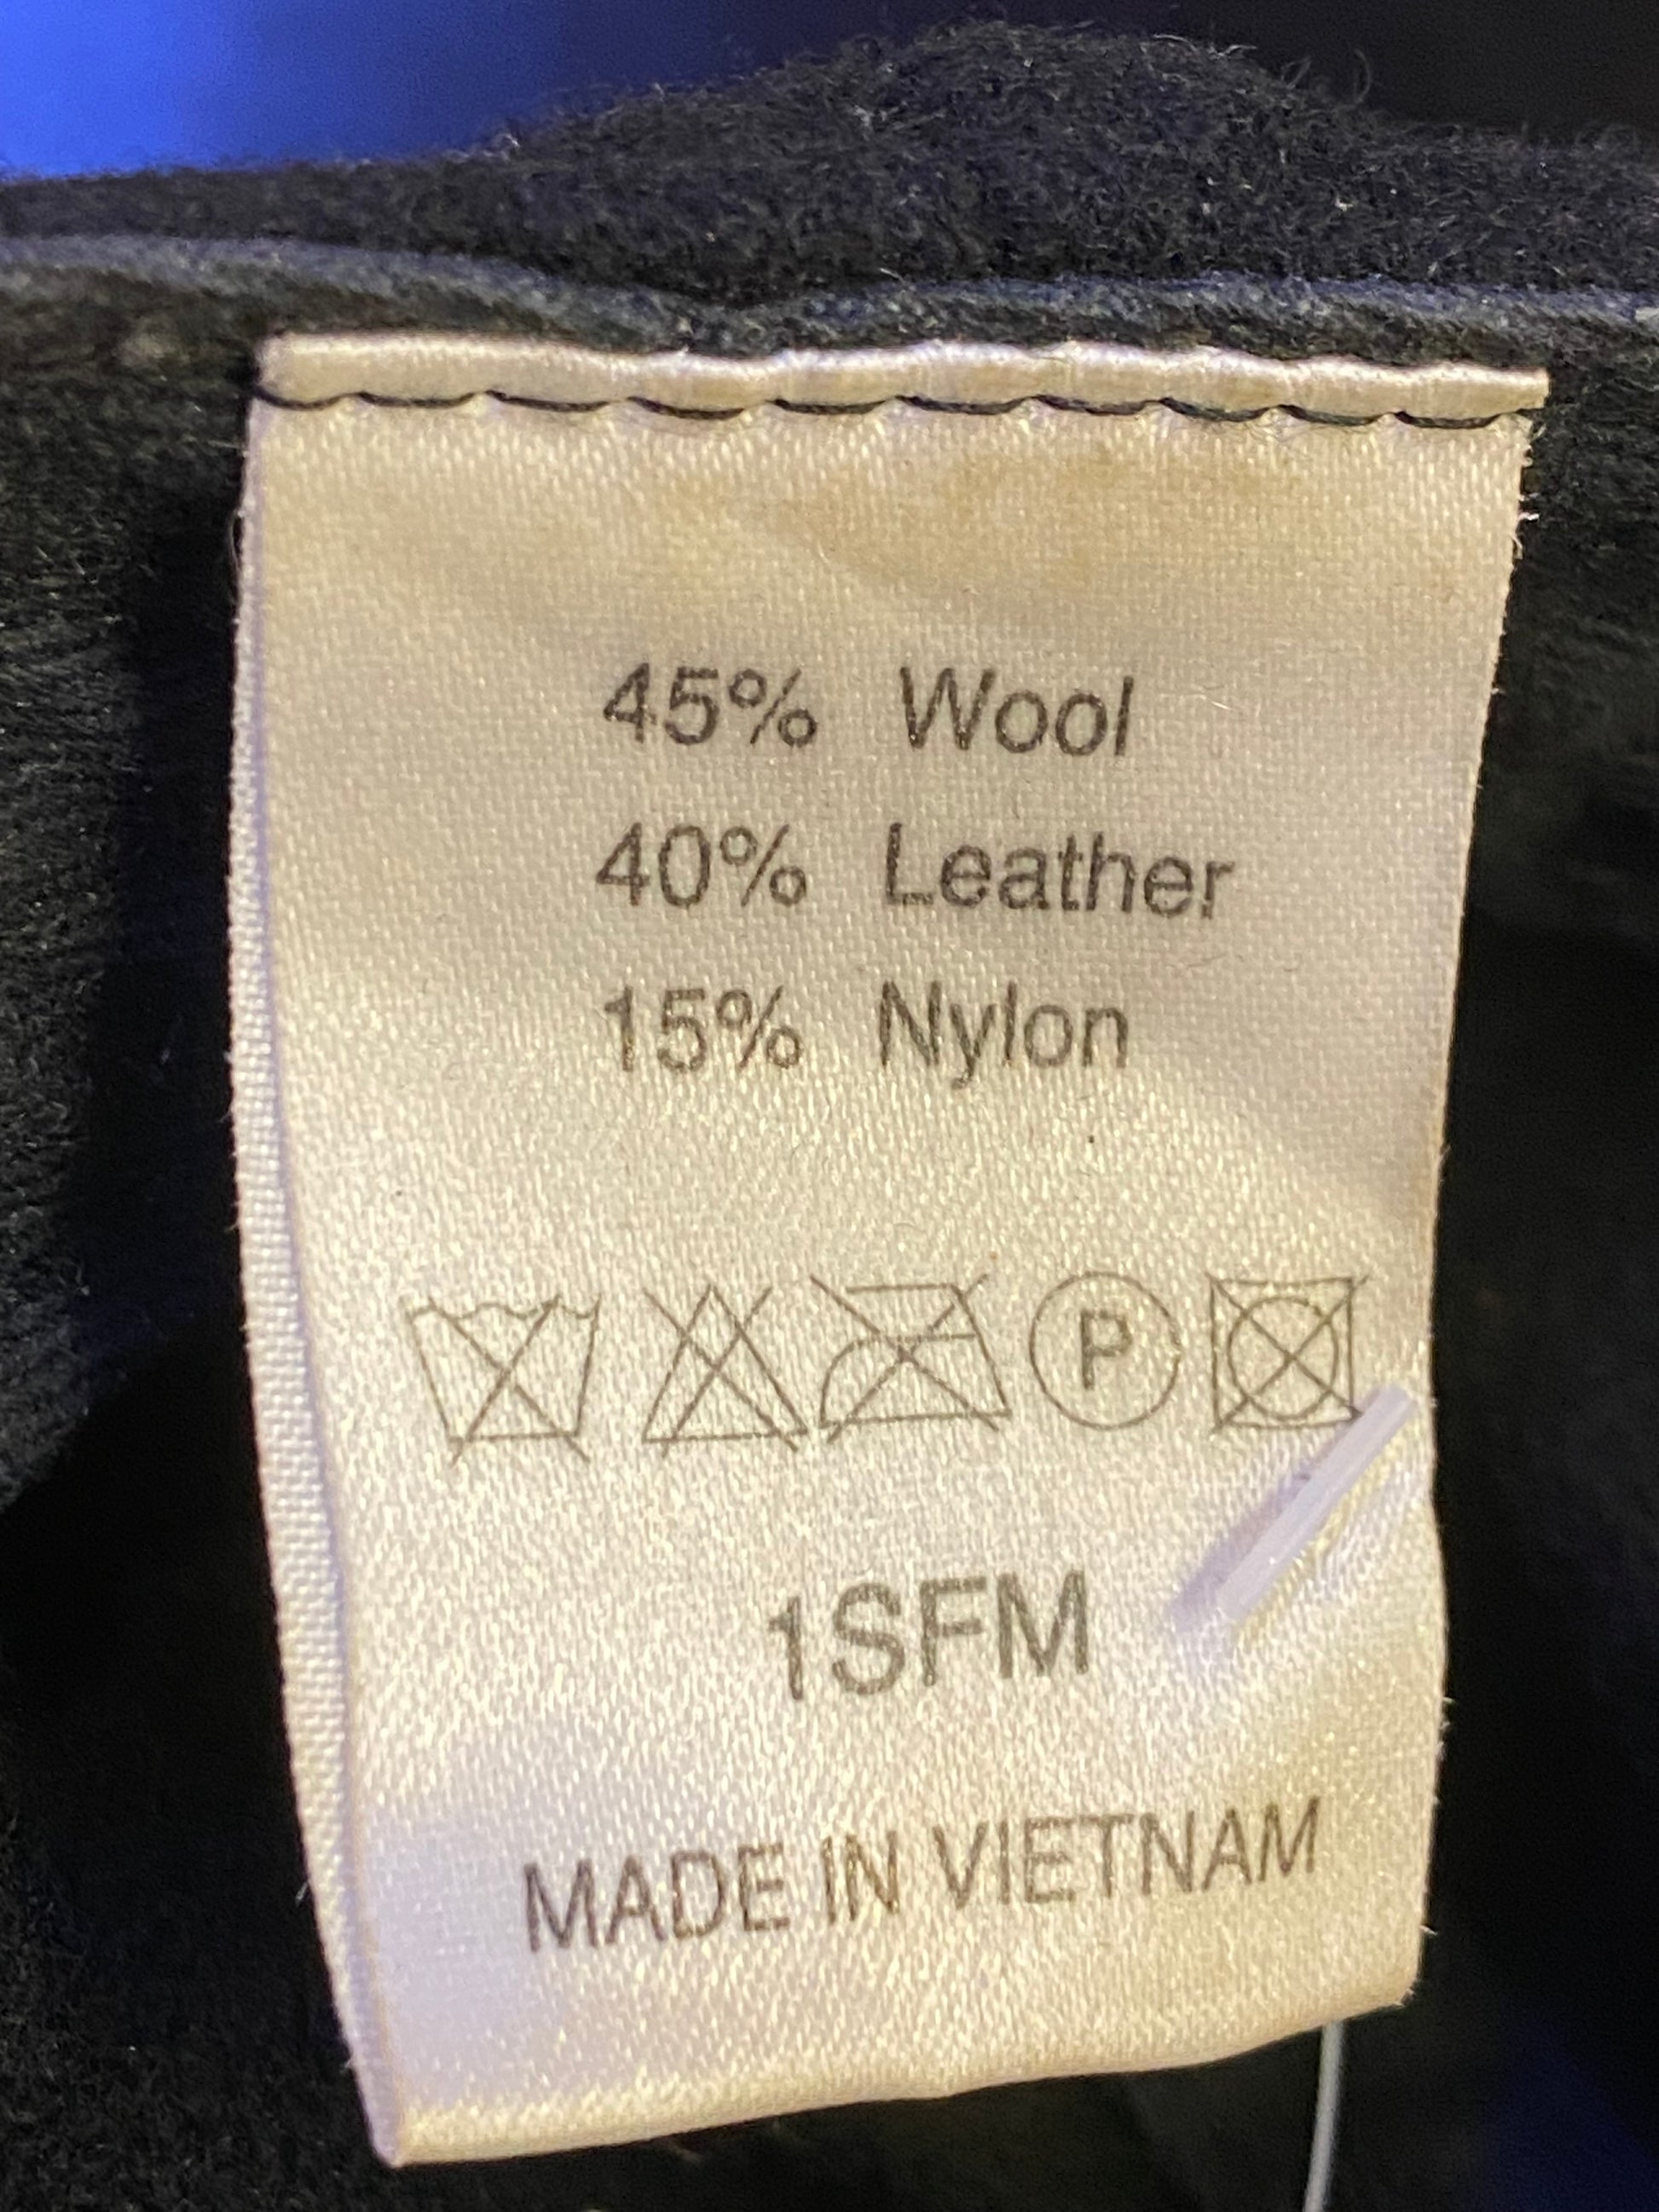 45% Wool
40% Leather
15% Nylon
P
1SFM
MADE IN VIETNAM